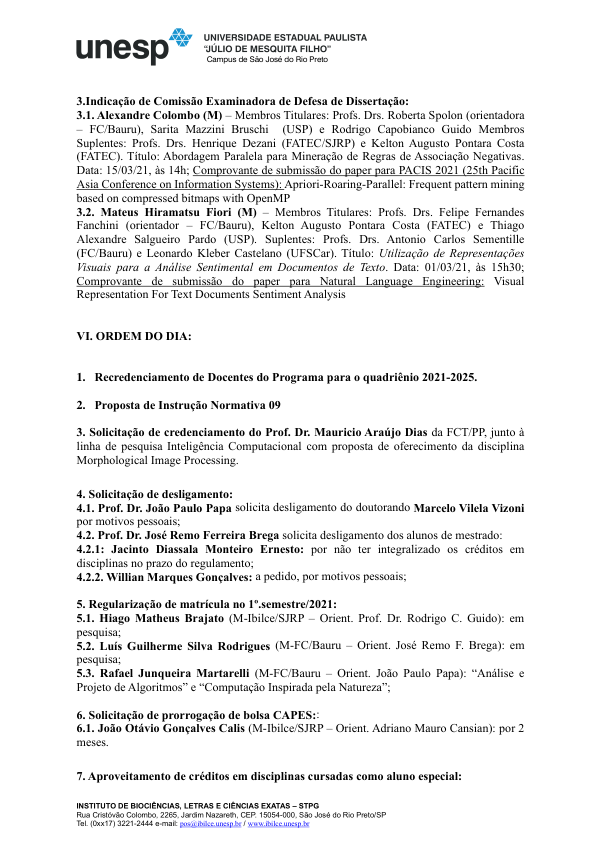 unesp
UNIVERSIDADE ESTADUAL PAULISTA
“JÚLIO DE MESQUITA FILHO”
Campus de São José do Rio Preto
3.Indicação de Comissão Examinadora de Defesa de Dissertação:
3.1. Alexandre Colombo (M) – Membros Titulares: Profs. Drs. Roberta Spolon (orientadora
– FC/Bauru), Sarita Mazzini Bruschi (USP) e Rodrigo Capobianco Guido Membros
Suplentes: Profs. Drs. Henrique Dezani (FATEC/SJRP) e Kelton Augusto Pontara Costa
(FATEC). Título: Abordagem Paralela para Mineração de Regras de Associação Negativas.
Data: 15/03/21, às 14h; Comprovante de submissão do paper para PACIS 2021 (25th Pacific
Asia Conference on Information Systems): Apriori-Roaring-Parallel: Frequent pattern mining
based on compressed bitmaps with OpenMP
3.2. Mateus Hiramatsu Fiori (M) – Membros Titulares: Profs. Drs. Felipe Fernandes
Fanchini (orientador – FC/Bauru), Kelton Augusto Pontara Costa (FATEC) e Thiago
Alexandre Salgueiro Pardo (USP). Suplentes: Profs. Drs. Antonio Carlos Sementille
(FC/Bauru) e Leonardo Kleber Castelano (UFSCar). Título: Utilização de Representações
Visuais para a Análise Sentimental em Documentos de Texto. Data: 01/03/21, às 15h30;
Comprovante de submissão do paper para Natural Language Engineering: Visual
Representation For Text Documents Sentiment Analysis
VI. ORDEM DO DIA:
1. Recredenciamento de Docentes do Programa para o quadriênio 2021-2025.
2. Proposta de Instrução Normativa 09
3. Solicitação de credenciamento do Prof. Dr. Mauricio Araújo Dias da FCT/PP, junto à
linha de pesquisa Inteligência Computacional com proposta de oferecimento da disciplina
Morphological Image Processing.
4. Solicitação de desligamento:
4.1. Prof. Dr. João Paulo Papa solicita desligamento do doutorando Marcelo Vilela Vizoni
por motivos pessoais;
4.2. Prof. Dr. José Remo Ferreira Brega solicita desligamento dos alunos de mestrado:
4.2.1: Jacinto Diassala Monteiro Ernesto: por não ter integralizado os créditos em
disciplinas no prazo do regulamento;
4.2.2. Willian Marques Gonçalves: a pedido, por motivos pessoais;
5. Regularização de matrícula no 1º.semestre/2021:
5.1. Hiago Matheus Brajato (M-Ibilce/SJRP – Orient. Prof. Dr. Rodrigo C. Guido): em
pesquisa;
5.2. Luís Guilherme Silva Rodrigues (M-FC/Bauru – Orient. José Remo F. Brega): em
pesquisa;
5.3. Rafael Junqueira Martarelli (M-FC/Bauru – Orient. João Paulo Papa): “Análise e
Projeto de Algoritmos” e “Computação Inspirada pela Natureza”;
6. Solicitação de prorrogação de bolsa CAPES::
6.1. João Otávio Gonçalves Calis (M-Ibilce/SJRP – Orient. Adriano Mauro Cansian): por 2
meses.
7. Aproveitamento de créditos em disciplinas cursadas como aluno especial:
INSTITUTO DE BIOCIÊNCIAS, LETRAS E CIÊNCIAS EXATAS – STPG
Rua Cristóvão Colombo, 2265, Jardim Nazareth, CEP. 15054-000, São José do Rio Preto/SP
Tel. (0xx17) 3221-2444 e-mail: pos@ibilce.unesp.br / www.ibilce.unesp.br